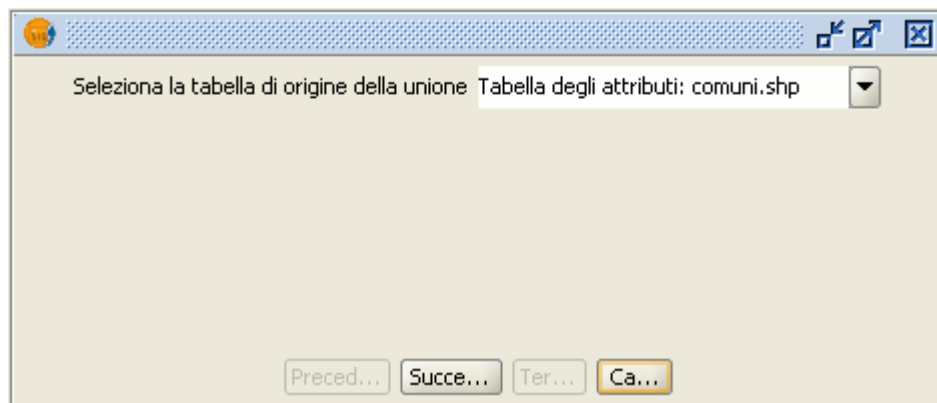 Seleziona la tabella di origine della unione Tabella degli attributi: comuni.shp
Preced... Succe... Ter... Ca...